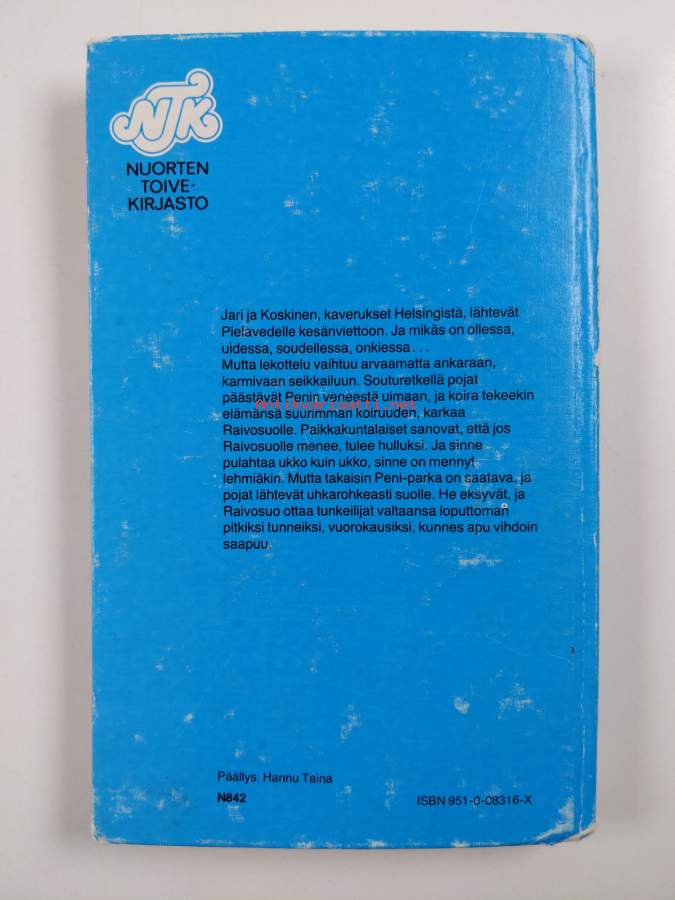 NTK
NUORTEN
TOIVE-
KIRJASTO
Jari ja Koskinen, kaverukset Helsingistä, lähtevät
Pielavedelle kesänviettoon. Ja mikäs on ollessa,
uidessa, soudellessa, onkiessa...
Mutta lekottelu vaihtuu arvaamatta ankaraan,
karmivaan seikkailuun. Souturetkellä pojat
päästävät Penin veneestä uimaan, ja koira tekeekin
elämänsä suurimman koiruuden, karkaa
Raivosuolle. Paikkakuntalaiset sanovat, että jos
Raivosuolle menee, tulee hulluksi. Ja sinne
pulahtaa ukko kuin ukko, sinne on mennyt
lehmiäkin. Mutta takaisin Peni-parka on saatava, ja
pojat lähtevät uhkarohkeasti suolle. He eksyvät, ja
Raivosuo ottaa tunkeilijat valtaansa loputtoman
pitkiksi tunneiksi, vuorokausiksi, kunnes apu vihdoin
saapuu.
Päällys: Hannu Taina
N842
ISBN 951-0-08316-X